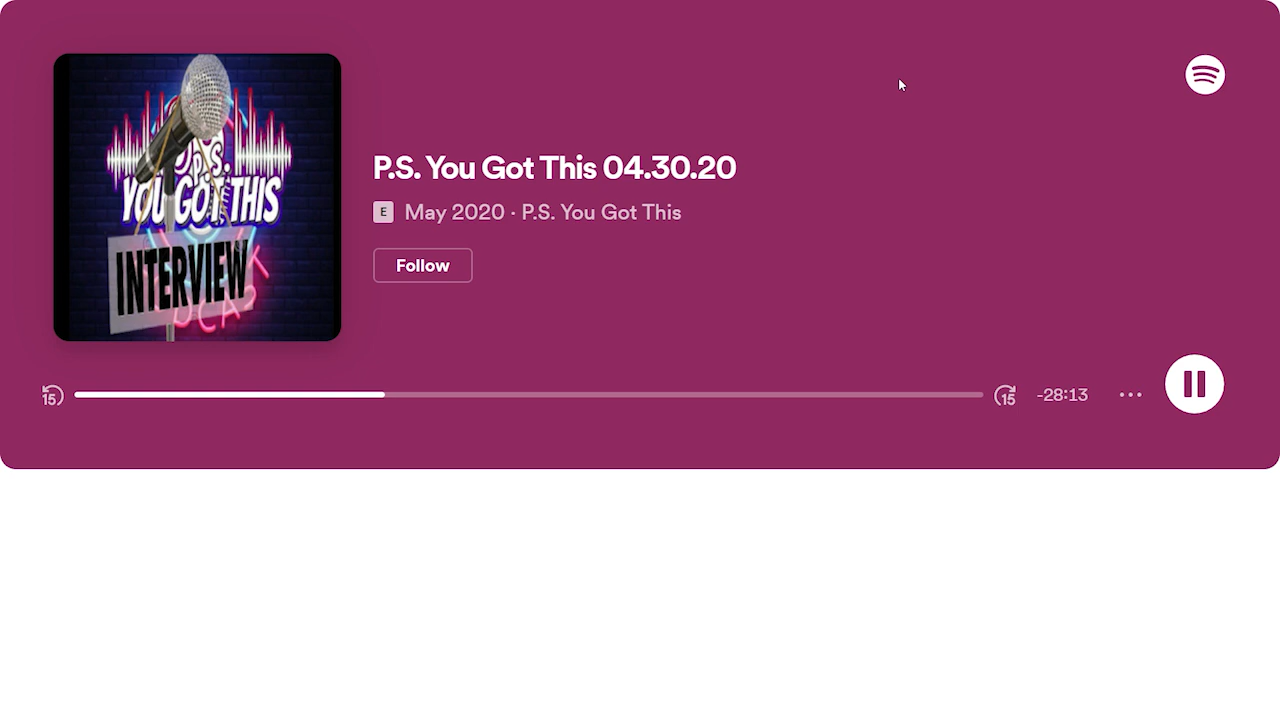 P.S.
YOU GOT THIS
INTERVIEW
P.S. You Got This 04.30.20
E May 2020 · P.S. You Got This
Follow
15
15 -28:13